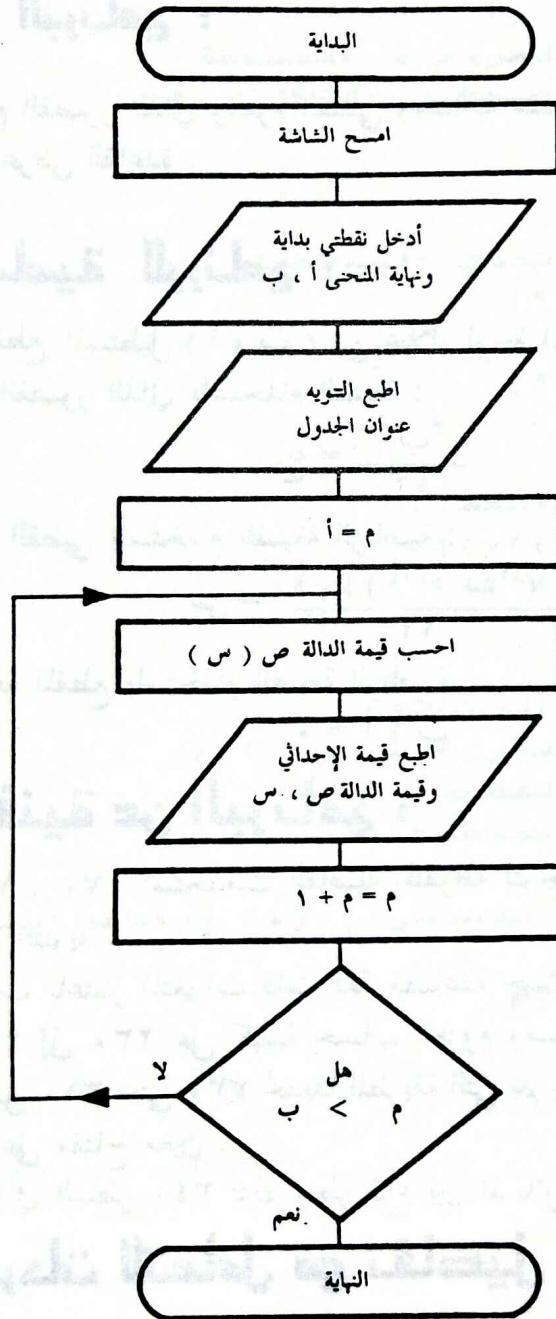 البداية
امسح الشاشة
أدخل نقطتي بداية
ونهاية المنحنى أ ، ب
اطبع التنويه
عنوان الجدول
م = أ
احسب قيمة الدالة ص ( س )
اطبع قيمة الإحداثي
وقيمة الدالة ص ، س
م = م + ١
هل
م > ب
لا
نعم
النهاية